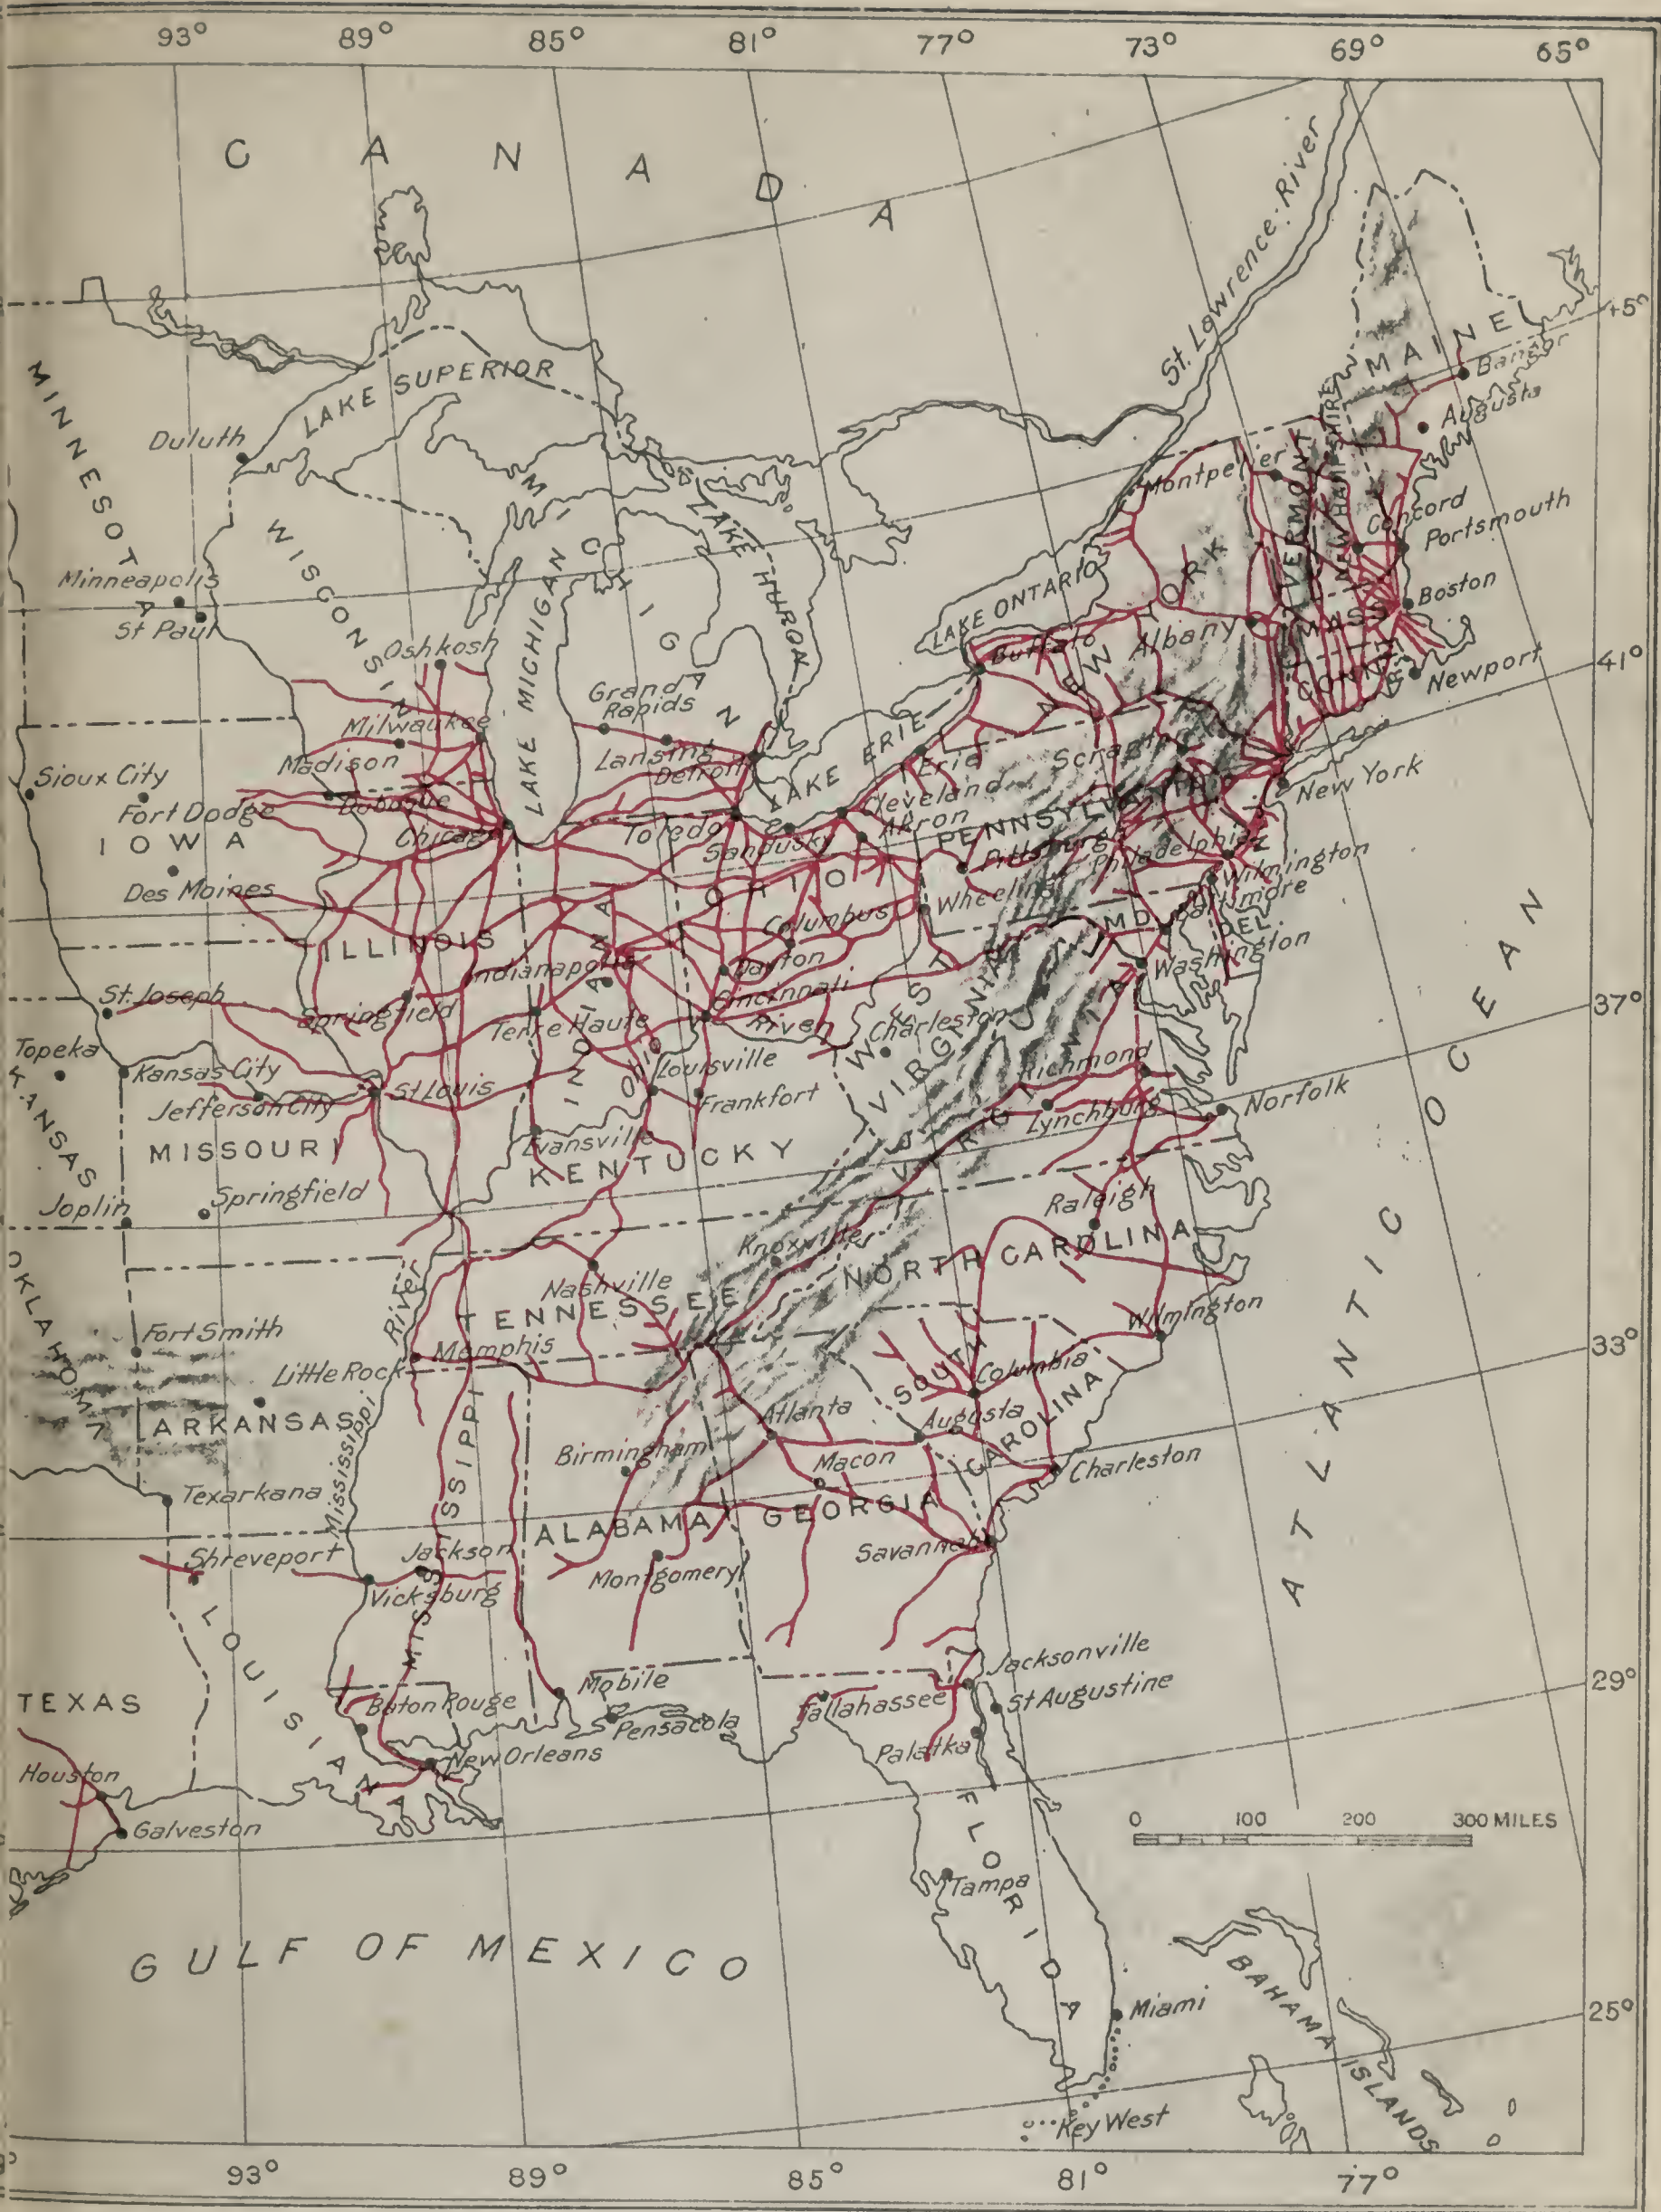 93° 89° 85° 81° 77° 73° 69° 65°
CANADA
St. Lawrence River
MAINE
Bangor
Augusta
LAKE SUPERIOR
Duluth
MINNESOTA
WISCONSIN
MICHIGAN
LAKE HURON
LAKE MICHIGAN
LAKE ONTARIO
LAKE ERIE
Montpelier
VERMONT
NEW HAMPSHIRE
Concord
Portsmouth
Boston
MASS
CONN
R.I.
Newport
41°
Minneapolis
St Paul
Oshkosh
Grand
Rapids
Milwaukee
Madison
Lansing
Detroit
Buffalo
Albany
NEW YORK
Scranton
Erie
New York
Sioux City
Fort Dodge
Dubuque
Chicago
IOWA
Des Moines
Toledo
Sandusky
Cleveland
Akron
PENNSYLVANIA
Pittsburgh
Philadelphia
Wilmington
Baltimore
DEL.
MD.
Washington
Wheeling
OHIO
Columbus
Dayton
Cincinnati
ILLINOIS
INDIANA
Indianapolis
Springfield
Terre Haute
St. Joseph
Topeka
Kansas City
KANSAS
Jefferson City
St Louis
Ohio River
Louisville
Frankfort
Evansville
KENTUCKY
WEST VIRGINIA
Charleston
VIRGINIA
Richmond
Lynchburg
Norfolk
37°
MISSOURI
Springfield
Joplin
OKLAHOMA
Fort Smith
Little Rock
ARKANSAS
Texarkana
Mississippi River
Memphis
Nashville
TENNESSEE
Knoxville
NORTH CAROLINA
Raleigh
Wilmington
33°
SOUTH CAROLINA
Columbia
Charleston
Augusta
Atlanta
Macon
GEORGIA
Savannah
Birmingham
ALABAMA
Montgomery
MISSISSIPPI
Jackson
Vicksburg
Shreveport
LOUISIANA
Baton Rouge
New Orleans
Mobile
Pensacola
Tallahassee
Jacksonville
St Augustine
Palatka
FLORIDA
Tampa
Miami
Key West
TEXAS
Houston
Galveston
29°
25°
0 100 200 300 MILES
ATLANTIC OCEAN
GULF OF MEXICO
BAHAMA ISLANDS
93° 89° 85° 81° 77°